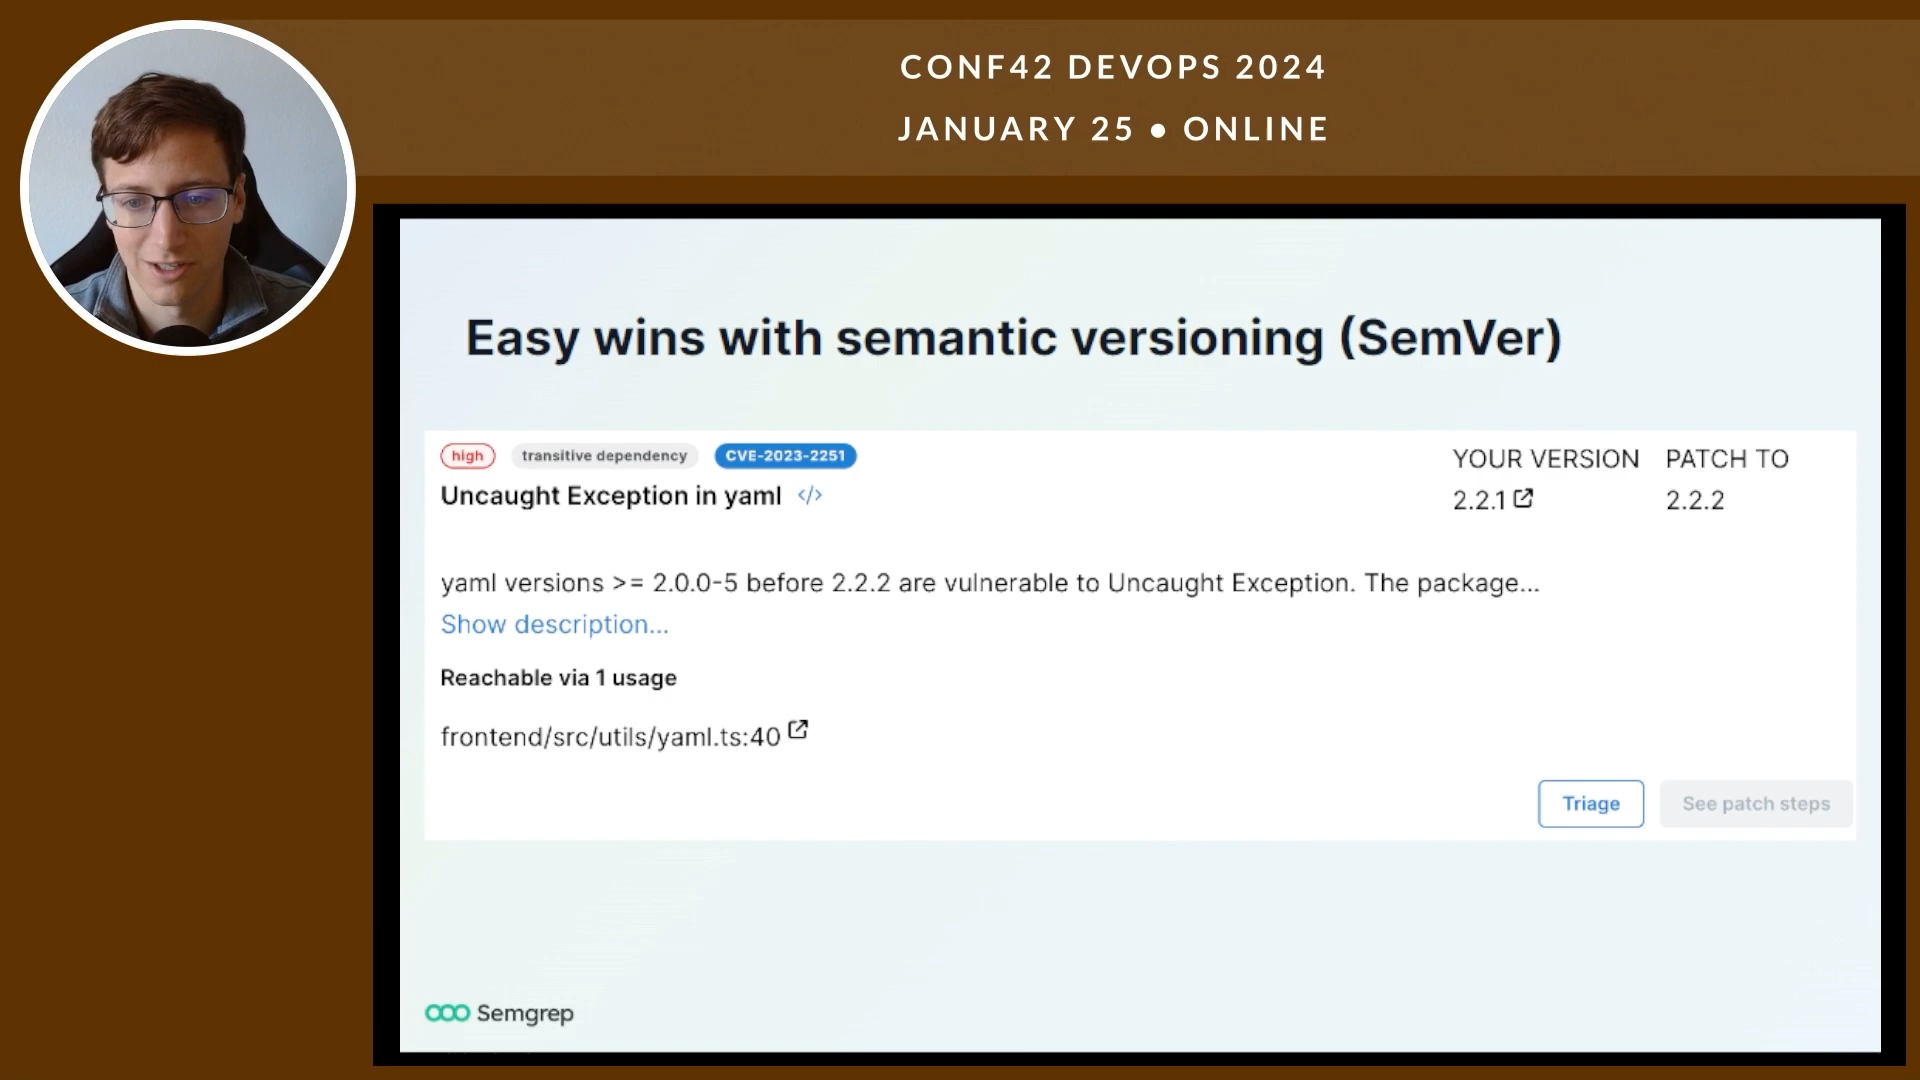 CONF42 DEVOPS 2024
JANUARY 25 • ONLINE
Easy wins with semantic versioning (SemVer)
high transitive dependency CVE-2023-2251
YOUR VERSION PATCH TO
Uncaught Exception in yaml </>
2.2.1 2.2.2
yaml versions >= 2.0.0-5 before 2.2.2 are vulnerable to Uncaught Exception. The package...
Show description...
Reachable via 1 usage
frontend/src/utils/yaml.ts:40
Triage See patch steps
Semgrep